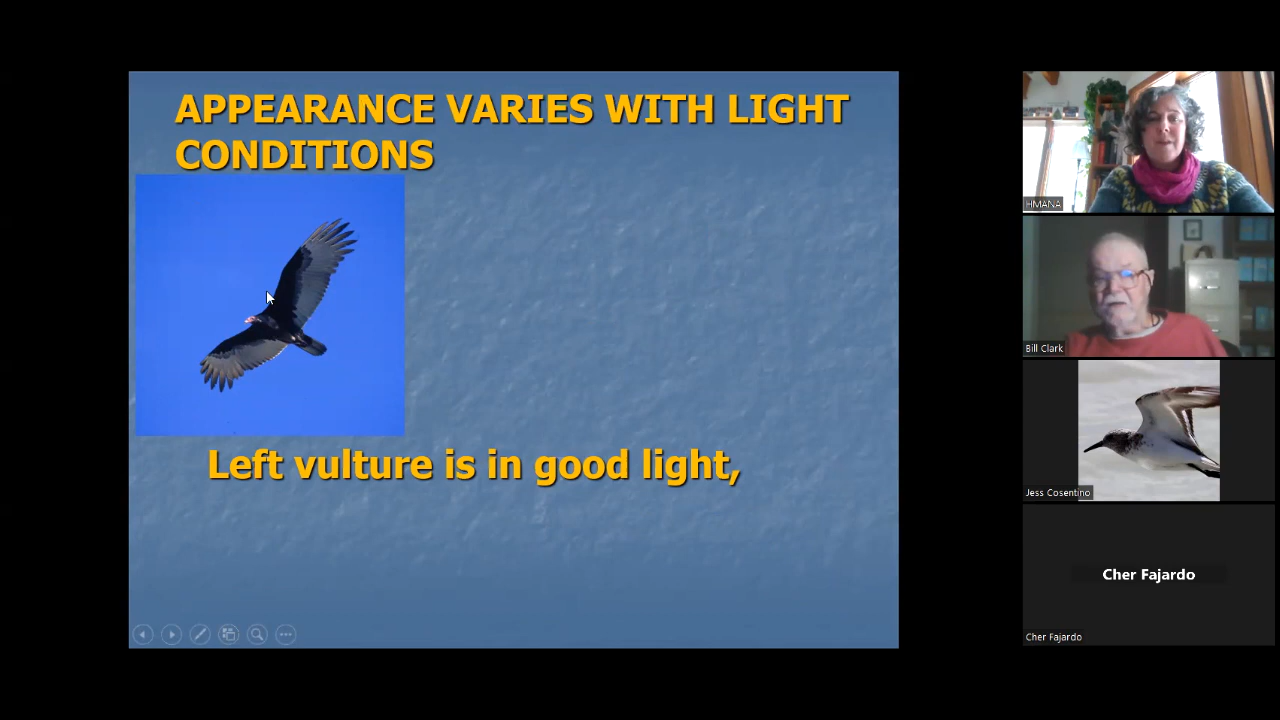 APPEARANCE VARIES WITH LIGHT
CONDITIONS
Left vulture is in good light,
HMANA
Bill Clark
Jess Cosentino
Cher Fajardo
Cher Fajardo